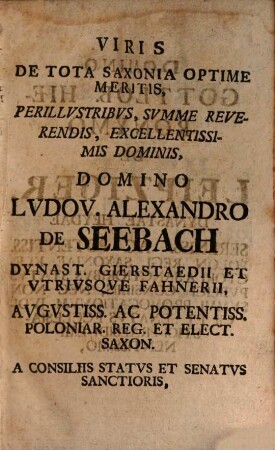 VIRIS
DE TOTA SAXONIA OPTIME
MERITIS,
PERILLVSTRIBVS, SVMME REVE-
RENDIS, EXCELLENTISSI-
MIS DOMINIS,
DOMINO
LVDOV. ALEXANDRO
DE SEEBACH
DYNAST. GIERSTAEDII ET
VTRIVSQVE FAHNERII,
AVGVSTISS. AC POTENTISS.
POLONIAR. REG. ET ELECT.
SAXON.
A CONSILIIS STATVS ET SENATVS
SANCTIORIS,